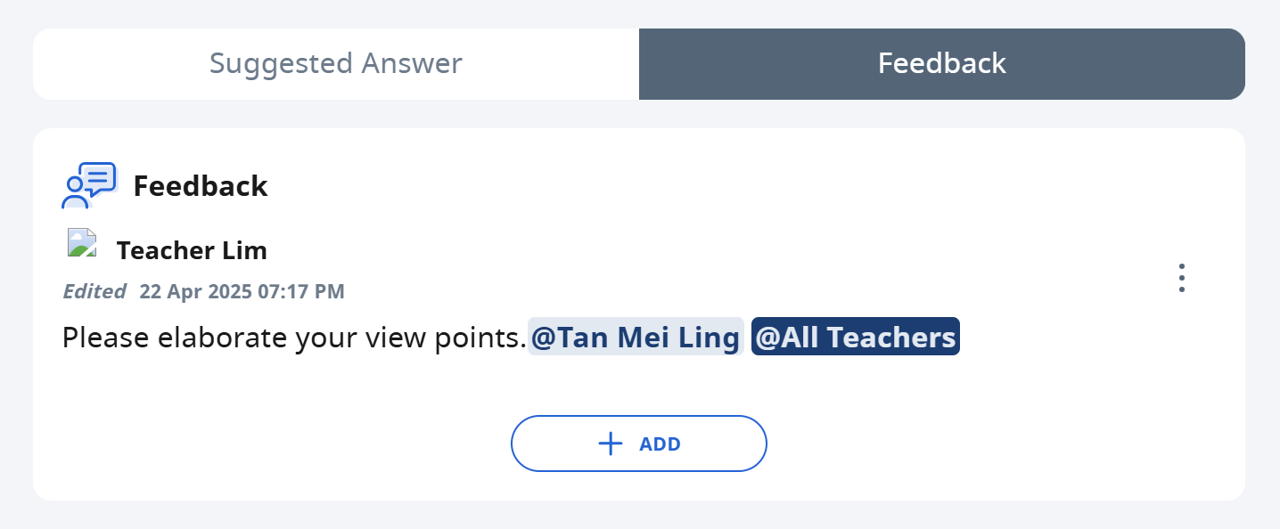 Suggested Answer
Feedback
Feedback
Teacher Lim
Edited 22 Apr 2025 07:17 PM
Please elaborate your view points. @Tan Mei Ling @All Teachers
ADD